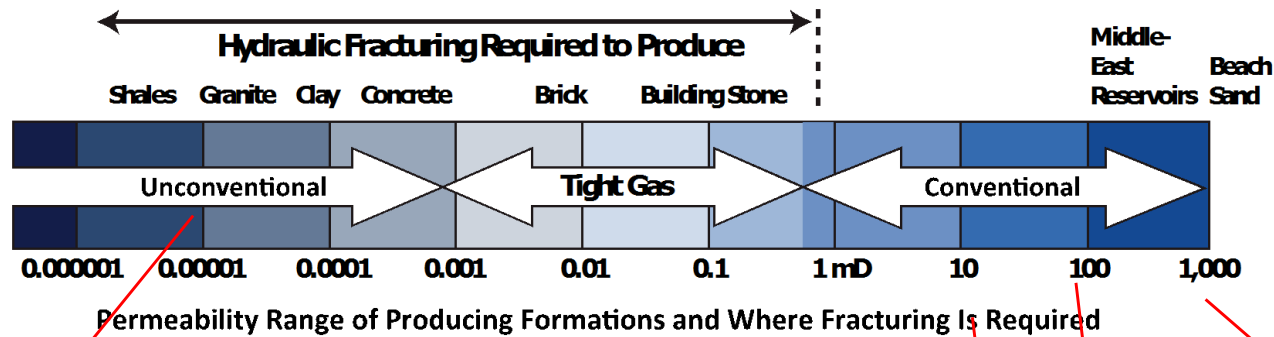 Hydraulic Fracturing Required to Produce
Middle-
East
Reservoirs
Beach
Sand
Shales Granite Clay Concrete Brick Building Stone
Unconventional Tight Gas Conventional
0.000001 0.00001 0.0001 0.001 0.01 0.1 1 mD 10 100 1,000
Permeability Range of Producing Formations and Where Fracturing Is Required